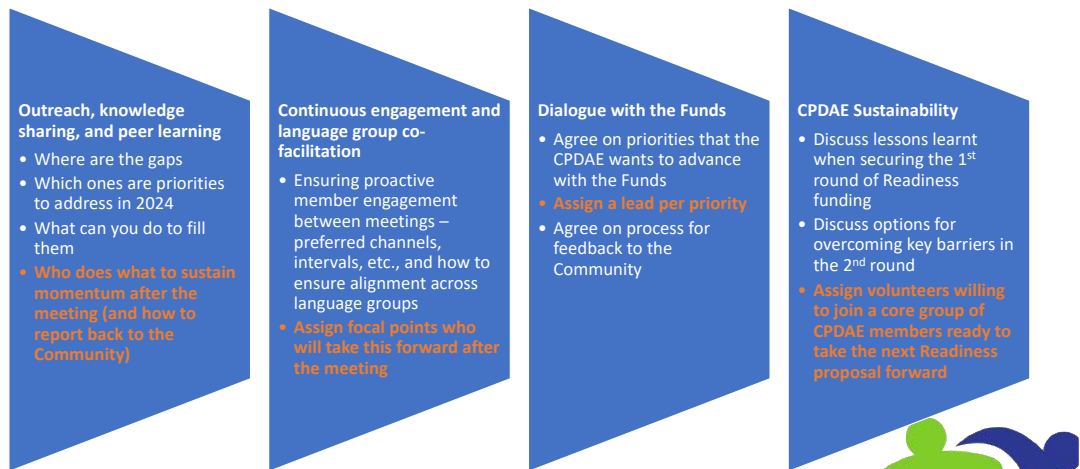 Outreach, knowledge
sharing, and peer learning
• Where are the gaps
• Which ones are priorities
to address in 2024
• What can you do to fill
them
• Who does what to sustain
momentum after the
meeting (and how to
report back to the
Community)
Continuous engagement and
language group co-
facilitation
• Ensuring proactive
member engagement
between meetings –
preferred channels,
intervals, etc., and how to
ensure alignment across
language groups
• Assign focal points who
will take this forward after
the meeting
Dialogue with the Funds
• Agree on priorities that the
CPDAE wants to advance
with the Funds
• Assign a lead per priority
• Agree on process for
feedback to the
Community
CPDAE Sustainability
• Discuss lessons learnt
when securing the 1st
round of Readiness
funding
• Discuss options for
overcoming key barriers in
the 2nd round
• Assign volunteers willing
to join a core group of
CPDAE members ready to
take the next Readiness
proposal forward